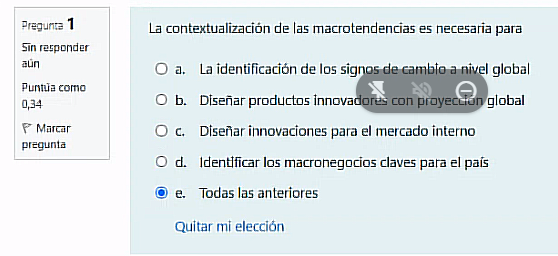 Pregunta 1
Sin responder
aún
Puntúa como
0,34
Marcar
pregunta
La contextualización de las macrotendencias es necesaria para
a. La identificación de los signos de cambio a nivel global
b. Diseñar productos innovadores con proyección global
c. Diseñar innovaciones para el mercado interno
d. Identificar los macronegocios claves para el país
e. Todas las anteriores
Quitar mi elección